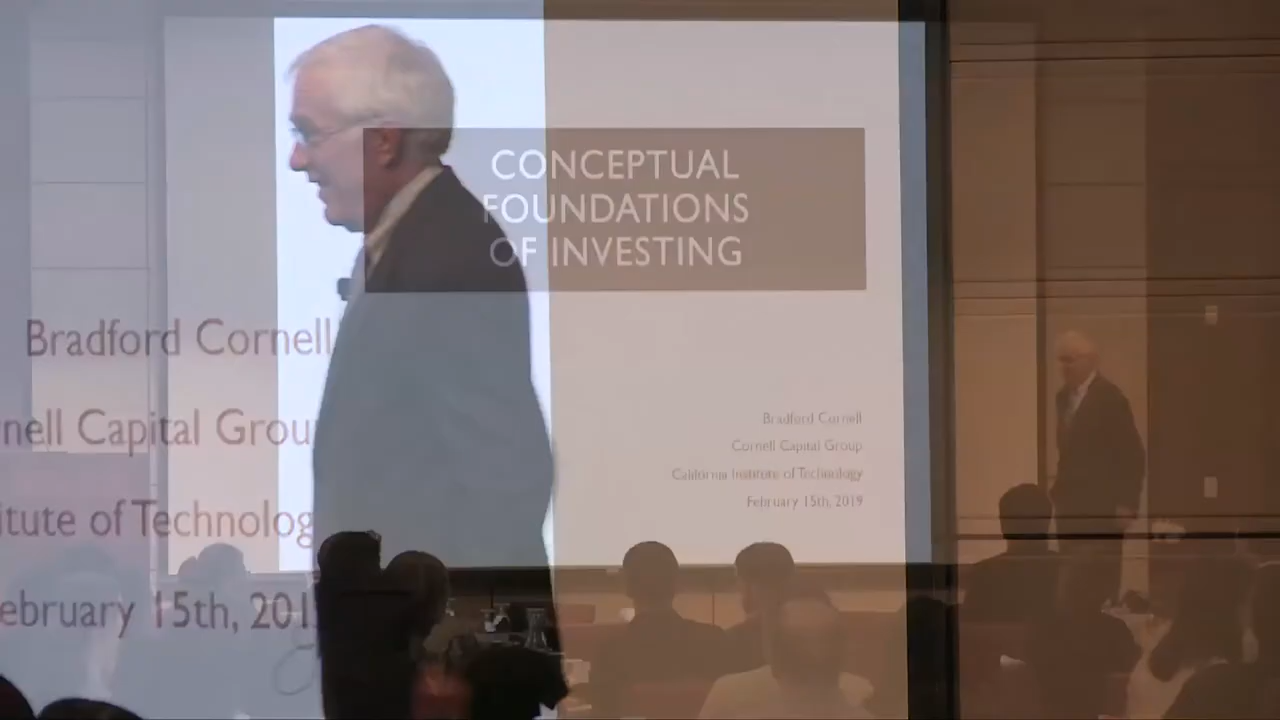 CONCEPTUAL
FOUNDATIONS
OF INVESTING
Bradford Cornell
Cornell Capital Group
California Institute of Technology
February 15th, 2019
Bradford Cornell
nell Capital Grou
itute of Technolog
ebruary 15th, 201